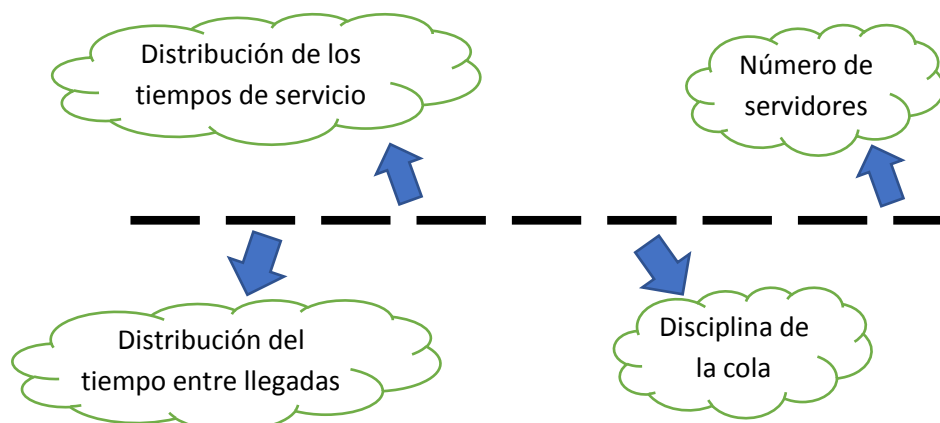 Distribución de los
tiempos de servicio
Número de
servidores
Distribución del
tiempo entre llegadas
Disciplina de
la cola